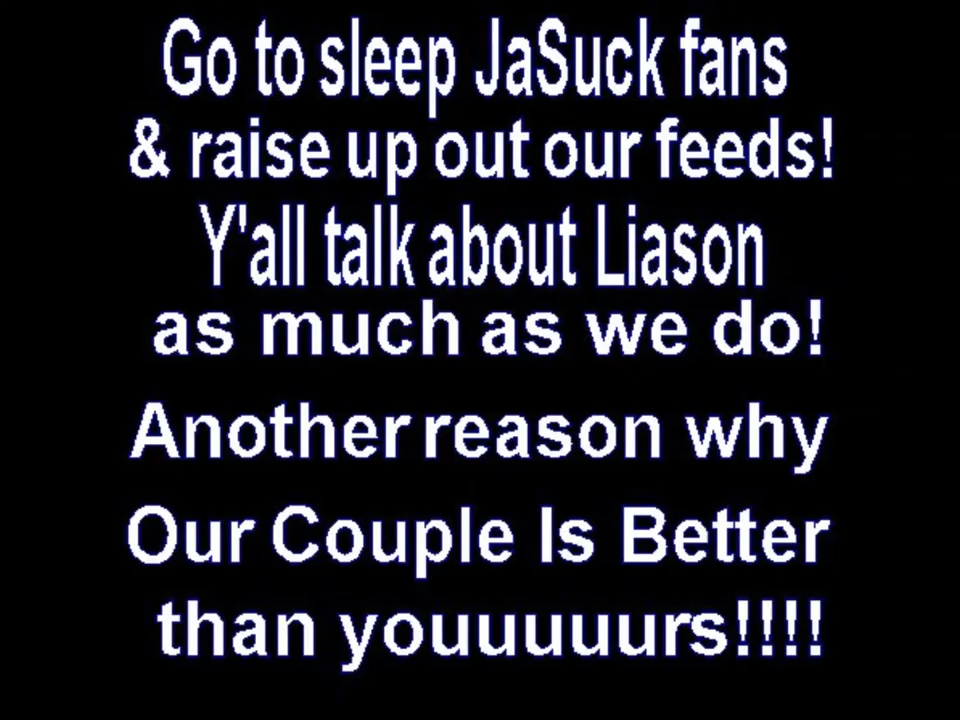 Go to sleep JaSuck fans
& raise up out our feeds!
Y'all talk about Liason
as much as we do!
Another reason why
Our Couple Is Better
than youuuuuurs!!!!